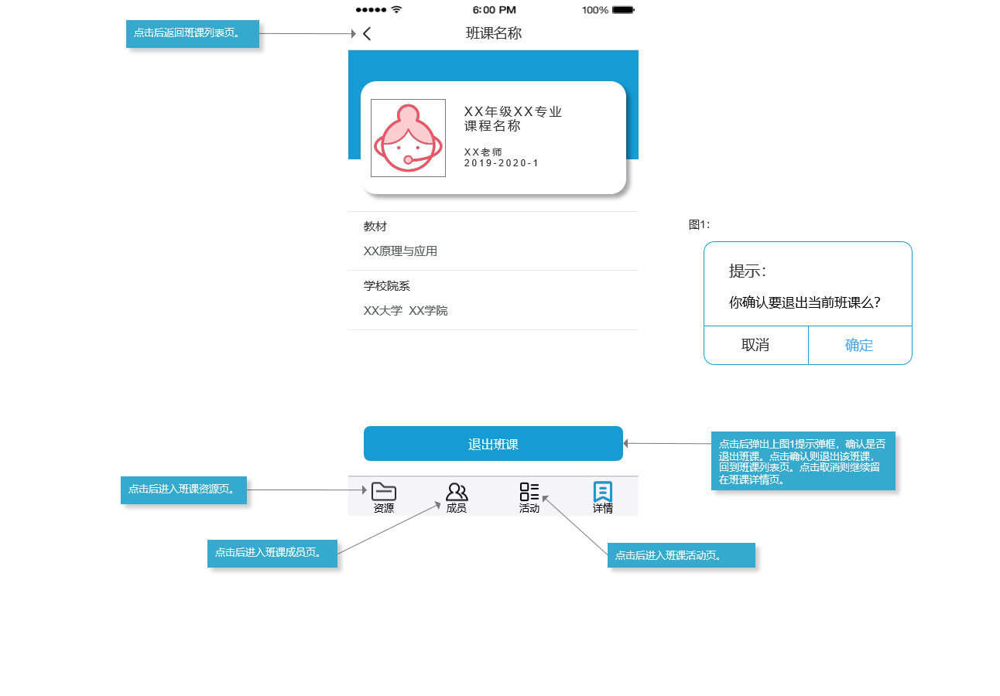 6:00 PM
100%
点击后返回班课列表页。
班课名称
XX年级XX专业
课程名称
XX老师
2019-2020-1
教材
XX原理与应用
学校院系
XX大学 XX学院
图1：
提示：
你确认要退出当前班课么？
取消
确定
退出班课
点击后弹出上图1提示弹框，确认是否
退出班课。点击确认则退出该班课，
回到班课列表页。点击取消则继续留
在班课详情页。
点击后进入班课资源页。
资源
成员
活动
详情
点击后进入班课成员页。
点击后进入班课活动页。